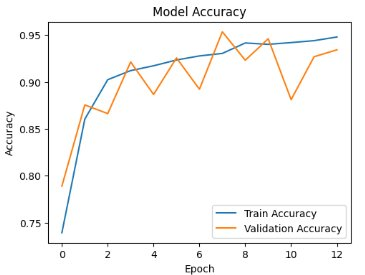 Model Accuracy
Accuracy
0.95
0.90
0.85
0.80
0.75
Train Accuracy
Validation Accuracy
0 2 4 6 8 10 12
Epoch